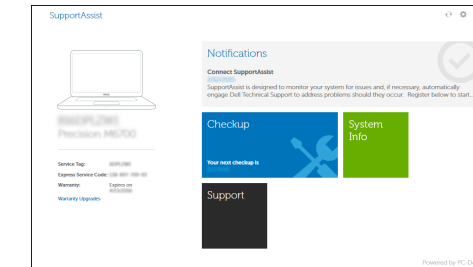 SupportAssist
Notifications
Connect SupportAssist
SupportAssist is designed to monitor your system for issues and, if necessary, automatically
engage Dell Technical Support to address problems should they occur. Register below to start...
Precision M6700
Checkup
System
Info
Service Tag:
Your next checkup is
Express Service Code:
Warranty: Expires on
Support
Warranty Upgrades
Powered by PC-D